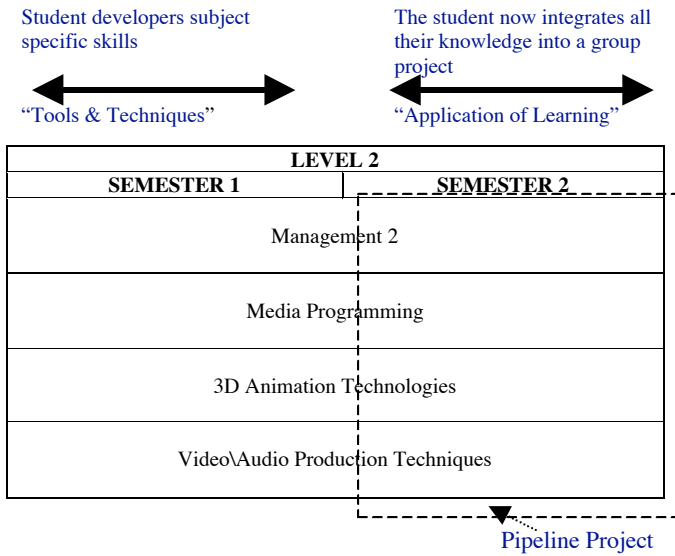 Student developers subject
specific skills
The student now integrates all
their knowledge into a group
project
“Tools & Techniques”
“Application of Learning”
LEVEL 2
SEMESTER 1
SEMESTER 2
Management 2
Media Programming
3D Animation Technologies
Video\Audio Production Techniques
Pipeline Project